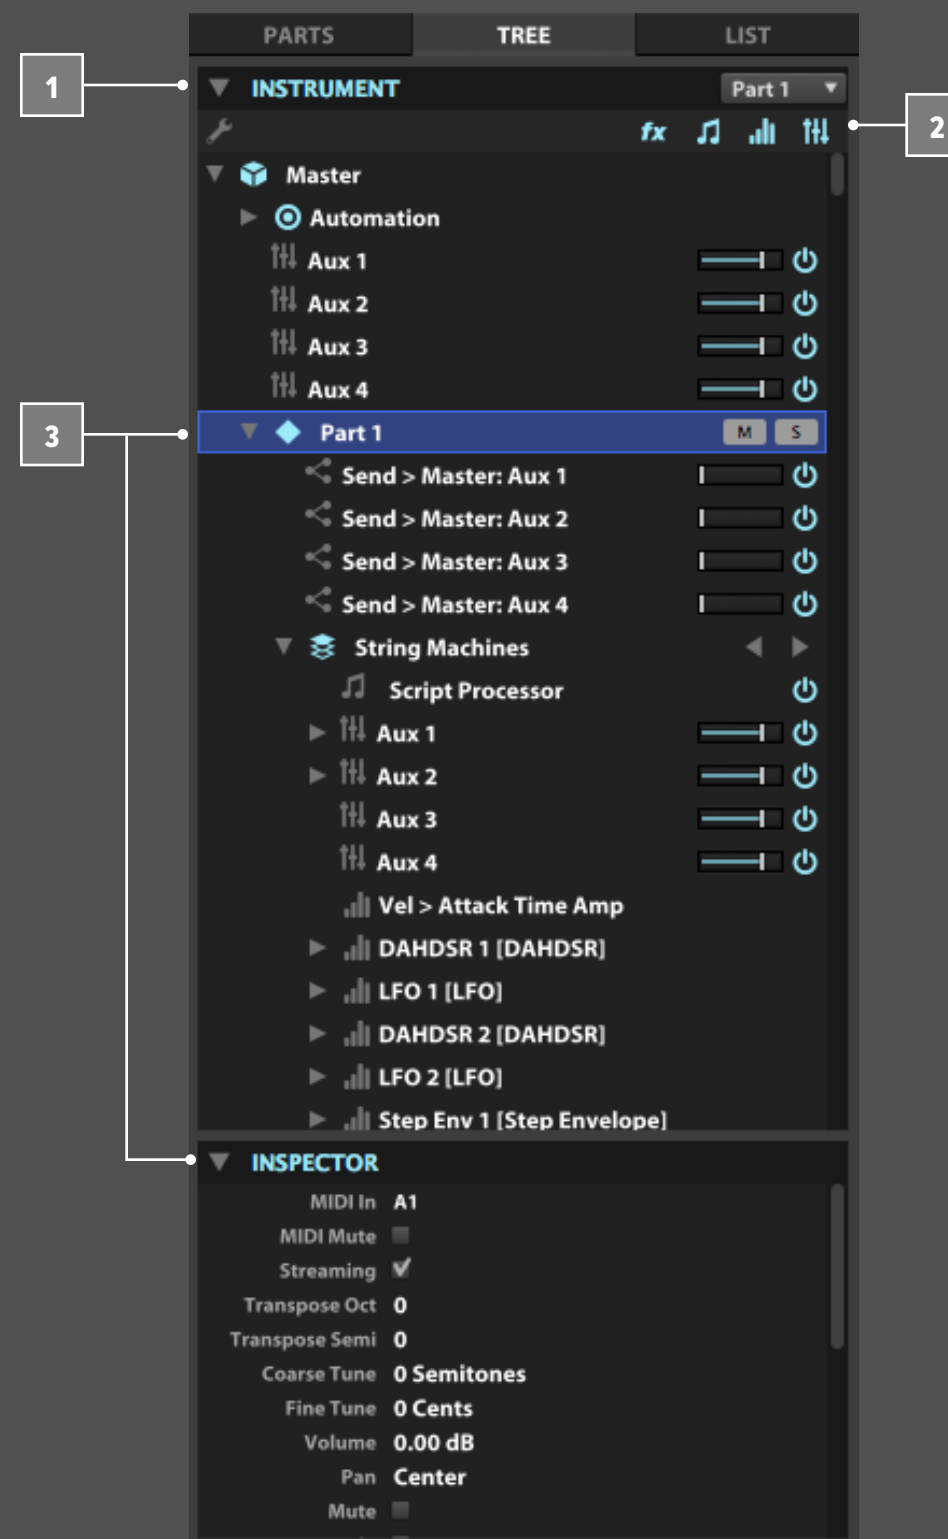 PARTS TREE LIST
1 INSTRUMENT Part 1
fx 2
Master
Automation
Aux 1
Aux 2
Aux 3
Aux 4
3 Part 1 M S
Send > Master: Aux 1
Send > Master: Aux 2
Send > Master: Aux 3
Send > Master: Aux 4
String Machines
Script Processor
Aux 1
Aux 2
Aux 3
Aux 4
Vel > Attack Time Amp
DAHDSR 1 [DAHDSR]
LFO 1 [LFO]
DAHDSR 2 [DAHDSR]
LFO 2 [LFO]
Step Env 1 [Step Envelope]
INSPECTOR
MIDI In A1
MIDI Mute
Streaming
Transpose Oct 0
Transpose Semi 0
Coarse Tune 0 Semitones
Fine Tune 0 Cents
Volume 0.00 dB
Pan Center
Mute